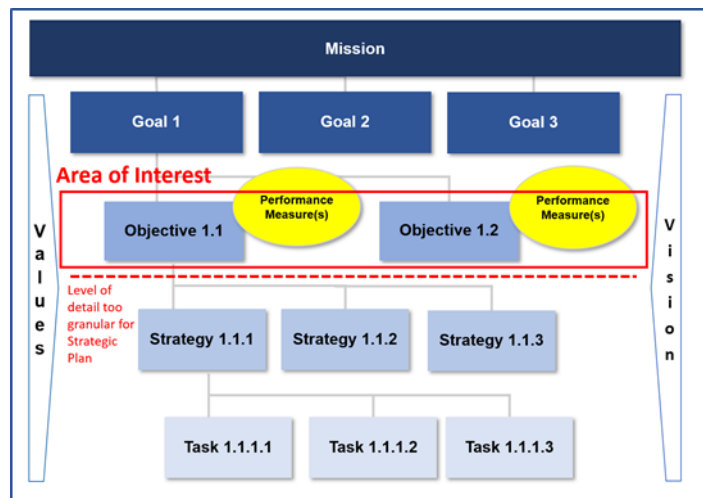 Mission
Goal 1
Goal 2
Goal 3
Area of Interest
Performance
Measure(s)
Performance
Measure(s)
Objective 1.1
Objective 1.2
Values
Vision
Level of
detail too
granular for
Strategic
Plan
Strategy 1.1.1
Strategy 1.1.2
Strategy 1.1.3
Task 1.1.1.1
Task 1.1.1.2
Task 1.1.1.3